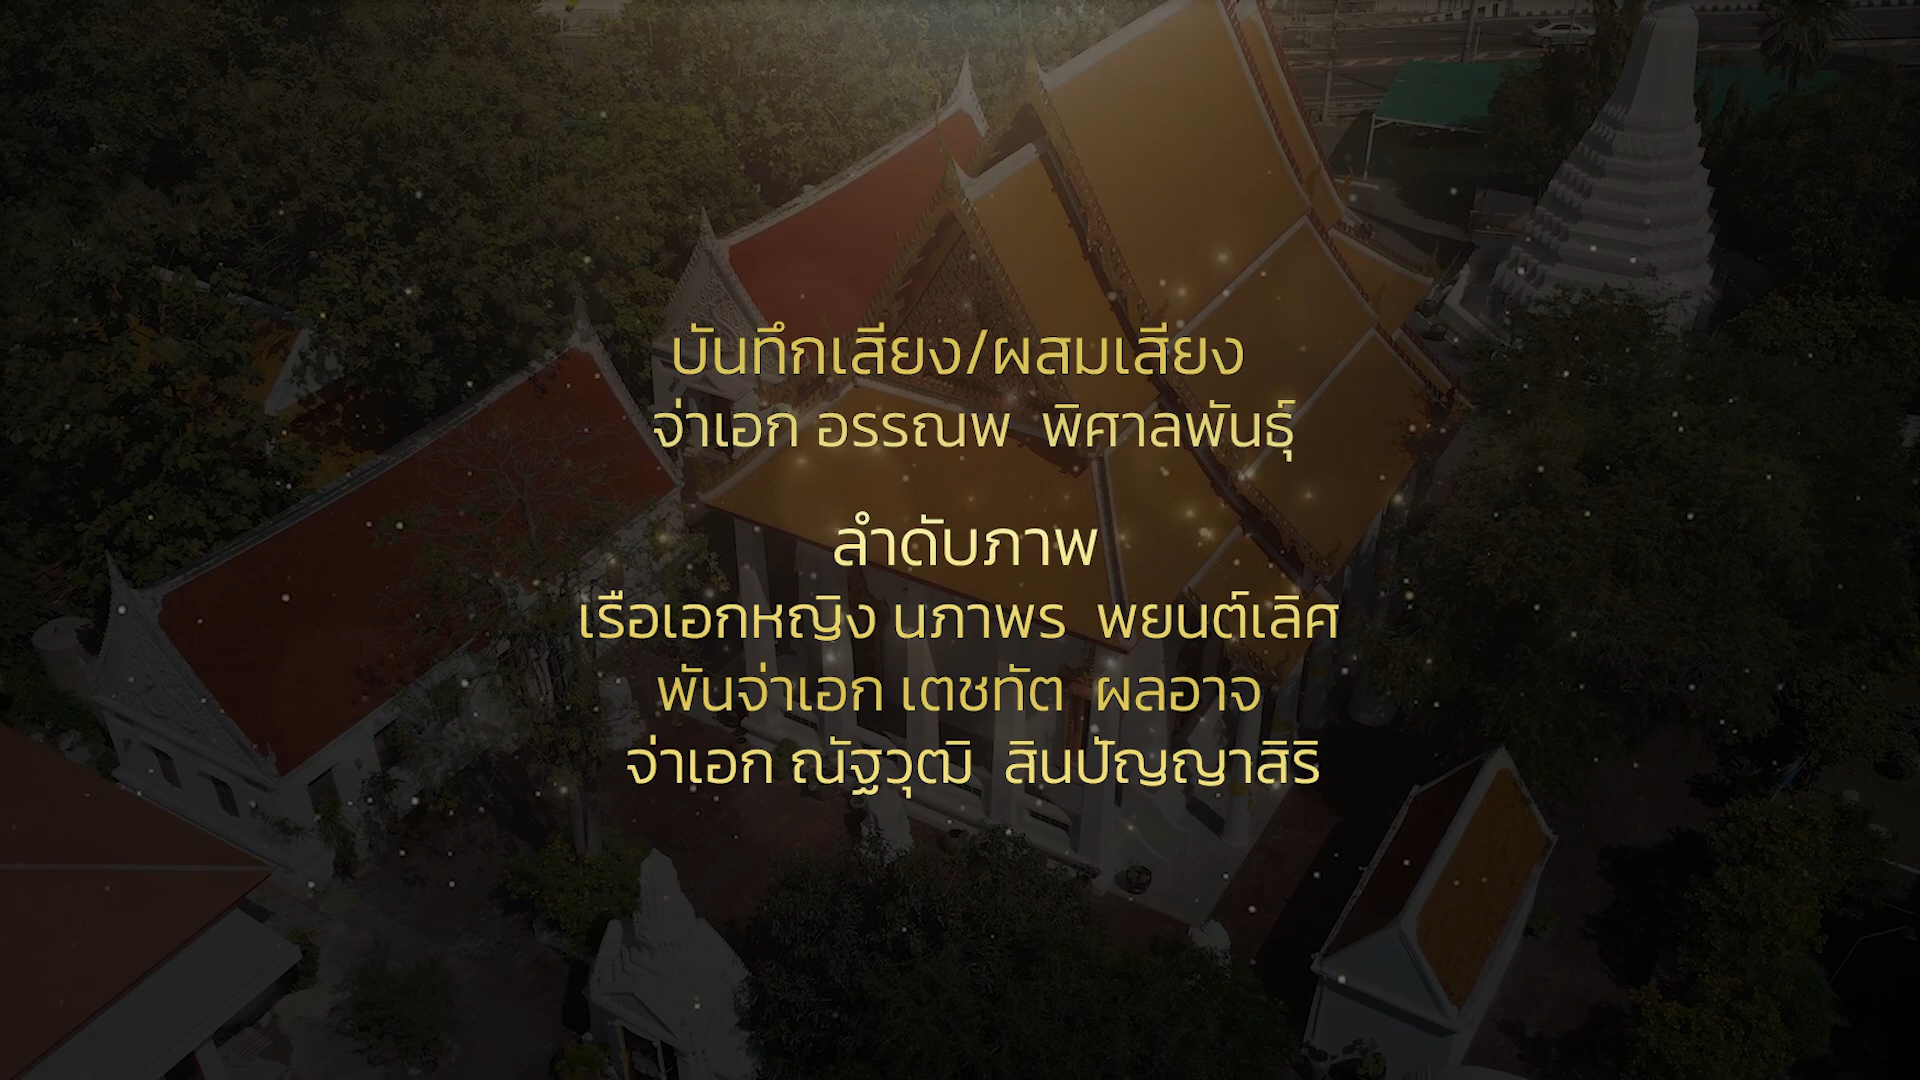 บันทึกเสียง/ผสมเสียง
จ่าเอก อรรณพ พิศาลพันธุ์
ลำดับภาพ
เรือเอกหญิง นภาพร พยนต์เลิศ
พันจ่าเอก เตชทัต ผลอาจ
จ่าเอก ณัฐวุฒิ สินปัญญาสิริ